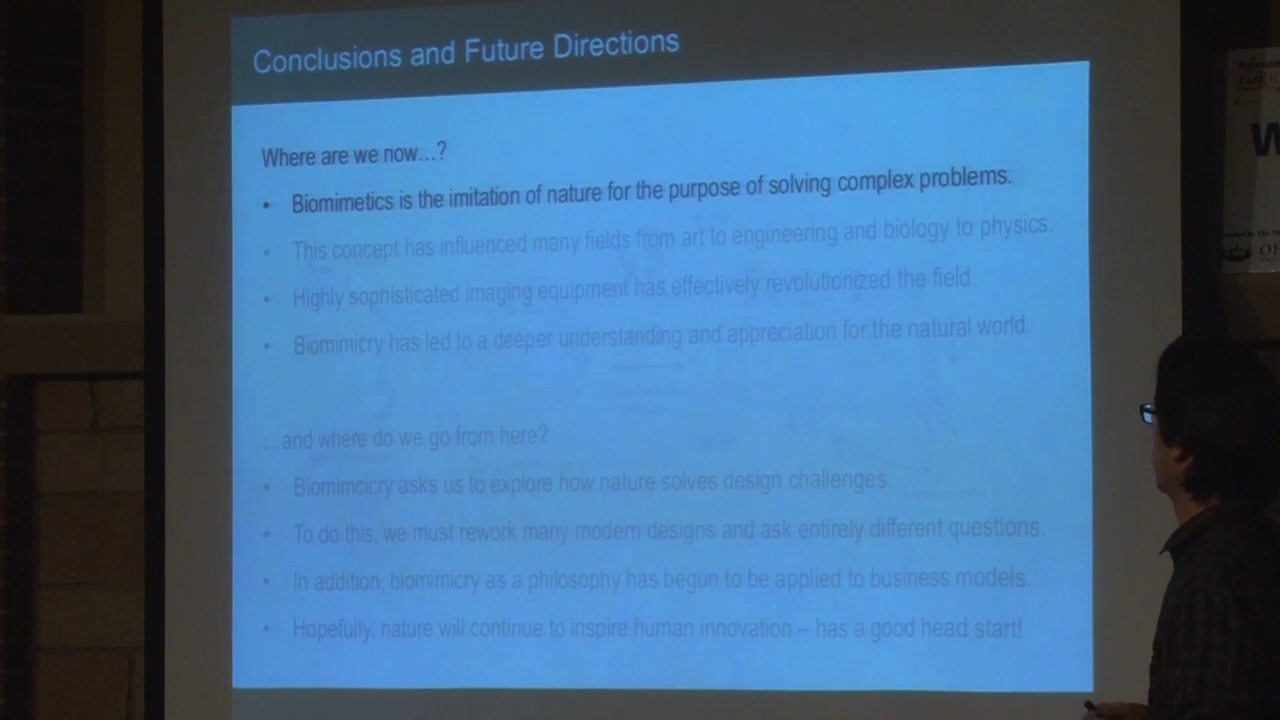 Conclusions and Future Directions
Where are we now...?
• Biomimetics is the imitation of nature for the purpose of solving complex problems.
• This concept has influenced many fields from art to engineering and biology to physics.
• Highly sophisticated imaging equipment has effectively revolutionized the field.
• Biomimicry has led to a deeper understanding and appreciation for the natural world.
...and where do we go from here?
• Biomimcicry asks us to explore how nature solves design challenges.
• To do this, we must rework many modern designs and ask entirely different questions.
• In addition, biomimicry as a philosophy has begun to be applied to business models.
• Hopefully, nature will continue to inspire human innovation – has a good head start!
Science
W